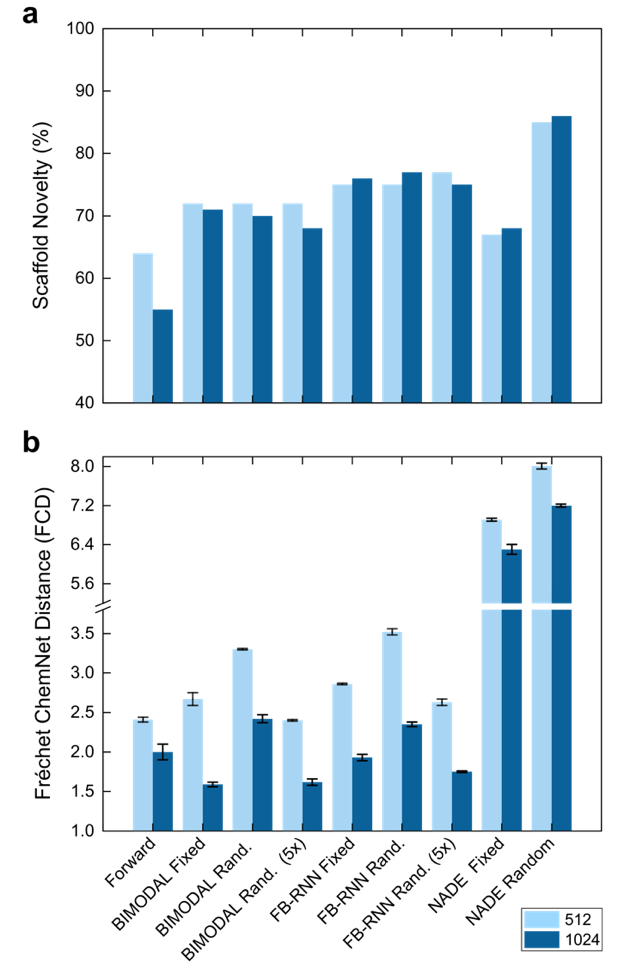 a
100
90
80
70
60
50
40
Scaffold Novelty (%)
b
8.0
7.2
6.4
5.6
3.5
3.0
2.5
2.0
1.5
1.0
Fréchet ChemNet Distance (FCD)
Forward
BIMODAL Fixed
BIMODAL Rand.
BIMODAL Rand. (5x)
FB-RNN Fixed
FB-RNN Rand.
FB-RNN Rand. (5x)
NADE Fixed
NADE Random
512
1024